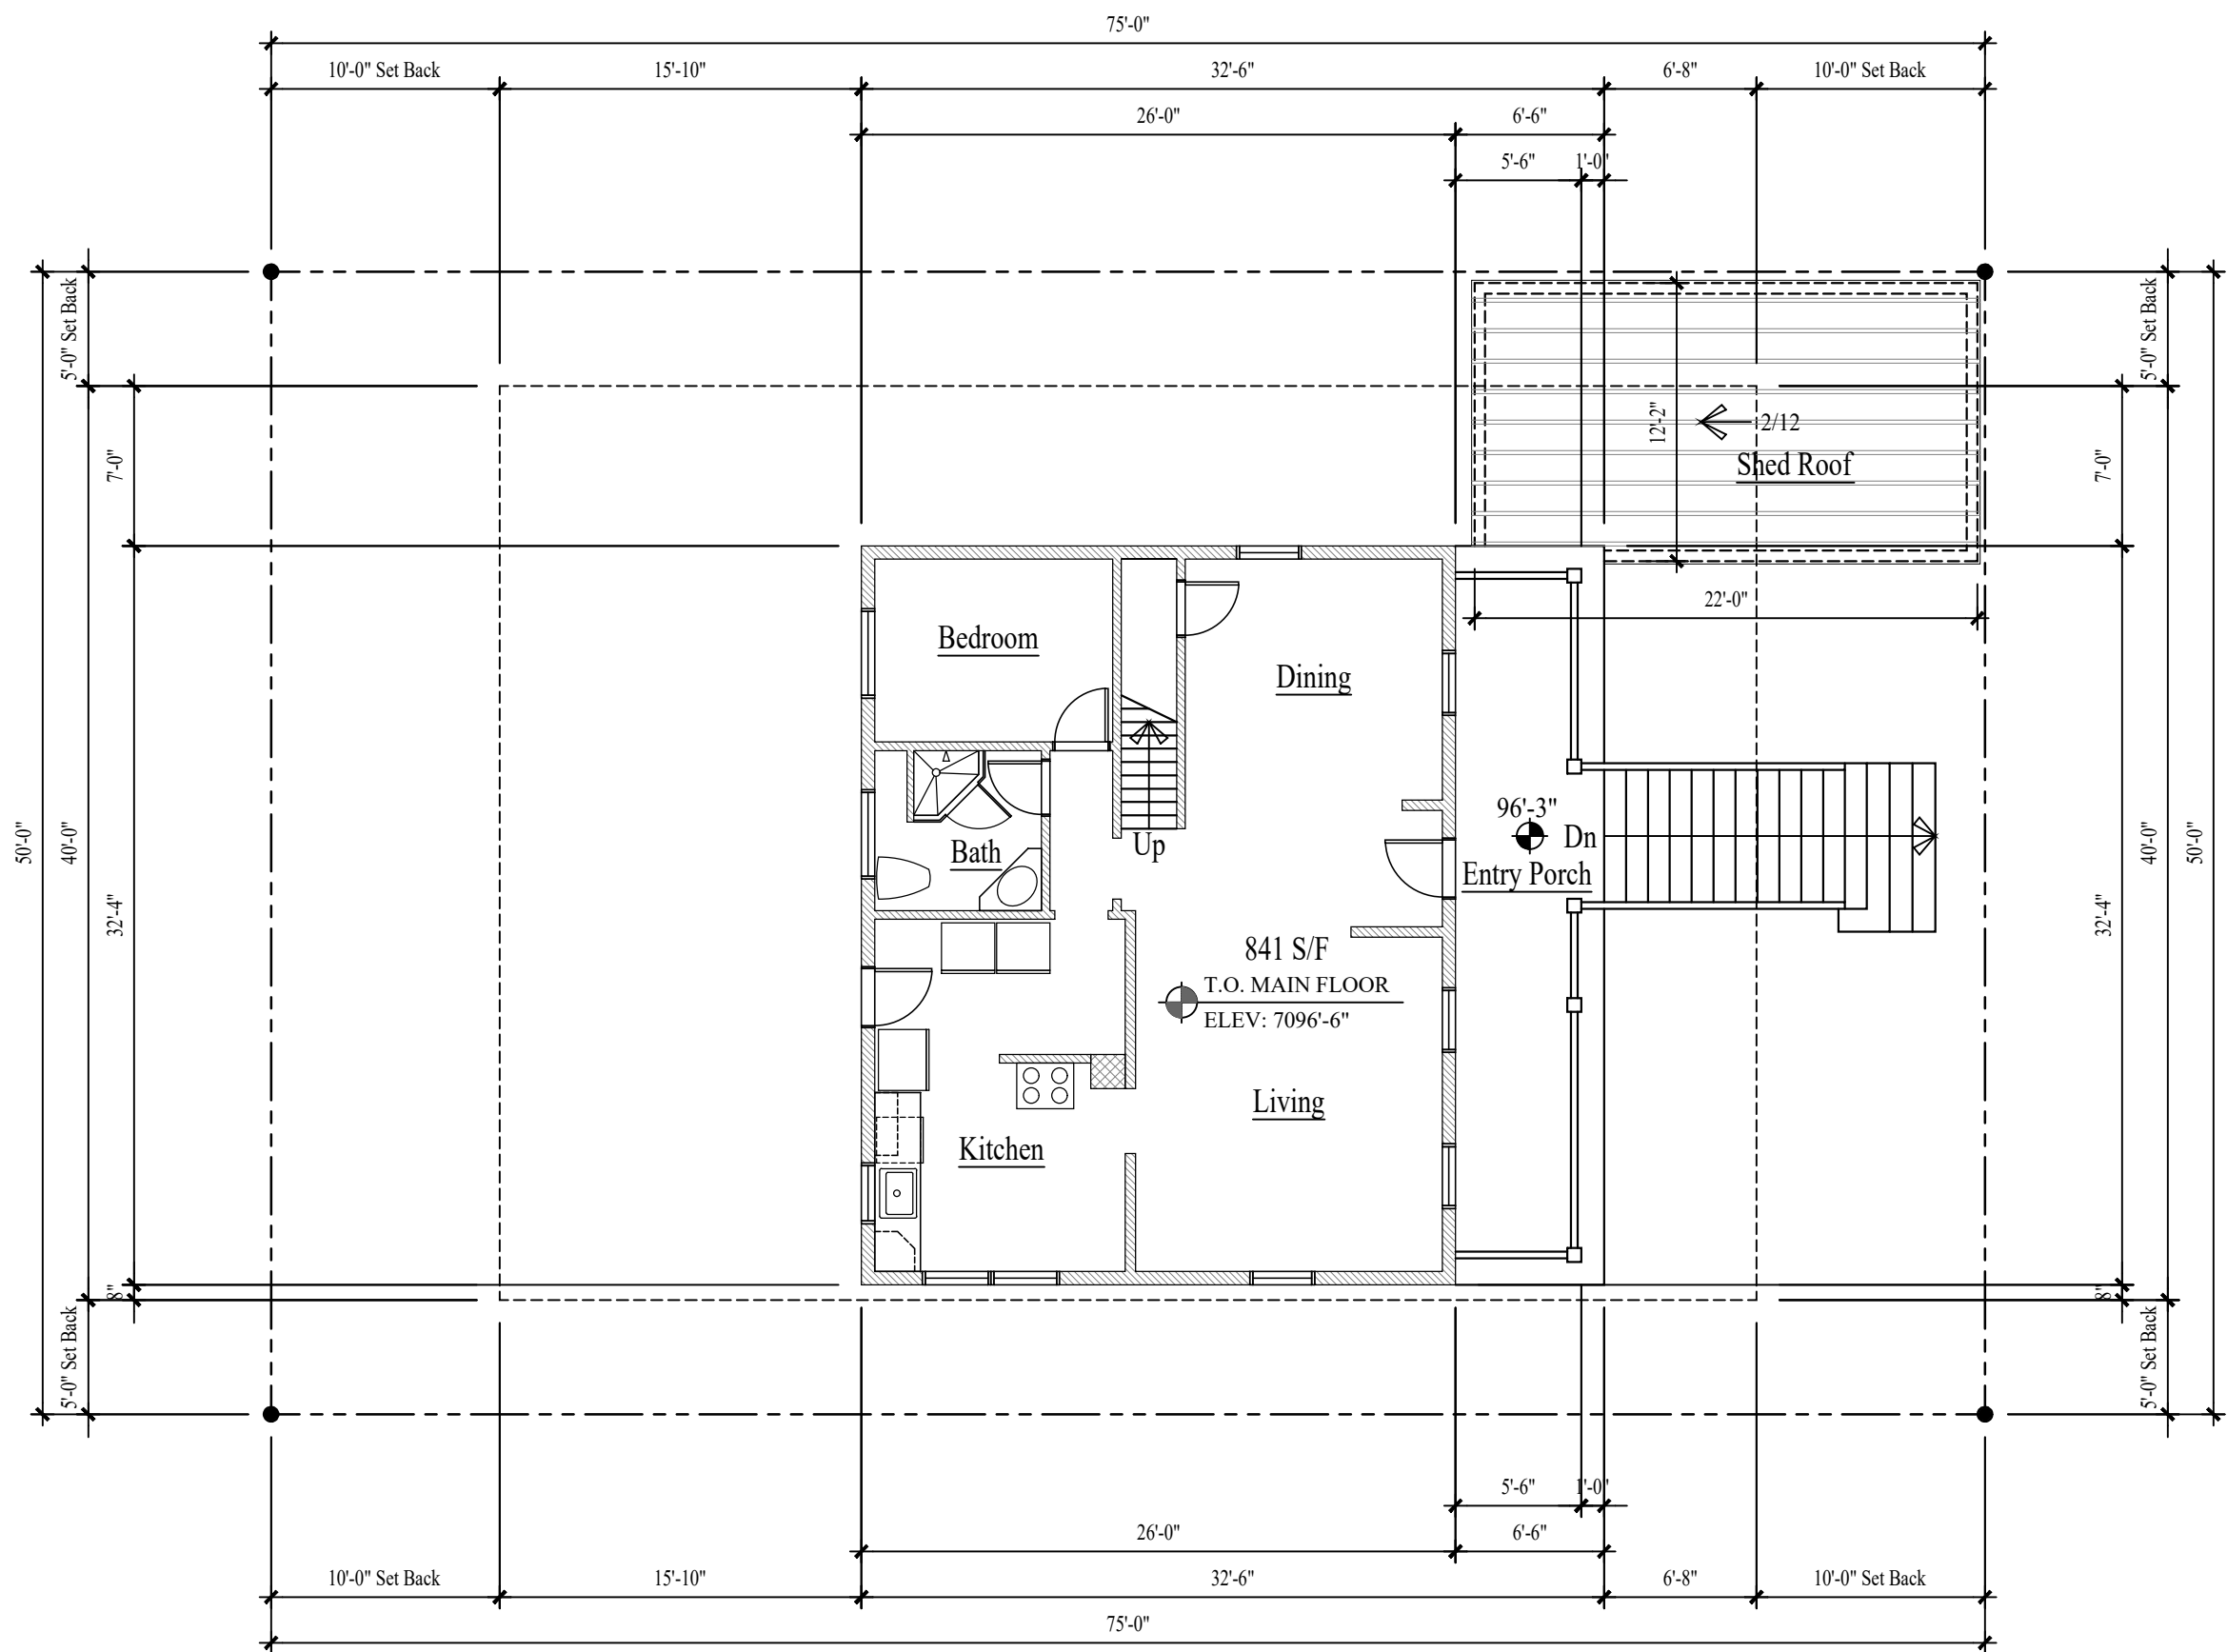 75'-0"
10'-0" Set Back
15'-10"
32'-6"
6'-8"
10'-0" Set Back
26'-0"
6'-6"
5'-6"
1'-0"
5'-0" Set Back
5'-0" Set Back
7'-0"
12'-2"
2/12
Shed Roof
7'-0"
22'-0"
Bedroom
Dining
50'-0"
40'-0"
32'-4"
96'-3"
Dn
Entry Porch
Up
Bath
32'-4"
40'-0"
50'-0"
841 S/F
T.O. MAIN FLOOR
ELEV: 7096'-6"
Living
Kitchen
8"
8"
5'-0" Set Back
5'-0" Set Back
5'-6"
1'-0"
26'-0"
6'-6"
10'-0" Set Back
15'-10"
32'-6"
6'-8"
10'-0" Set Back
75'-0"